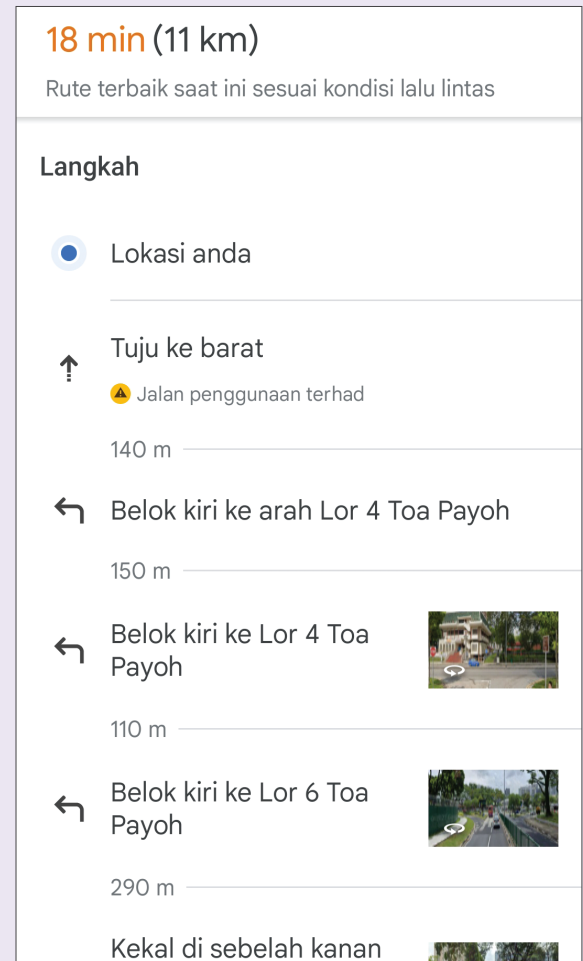 18 min (11 km)
Rute terbaik saat ini sesuai kondisi lalu lintas
Langkah
Lokasi anda
Tuju ke barat
Jalan penggunaan terhad
140 m
Belok kiri ke arah Lor 4 Toa Payoh
150 m
Belok kiri ke Lor 4 Toa
Payoh
110 m
Belok kiri ke Lor 6 Toa
Payoh
290 m
Kekal di sebelah kanan